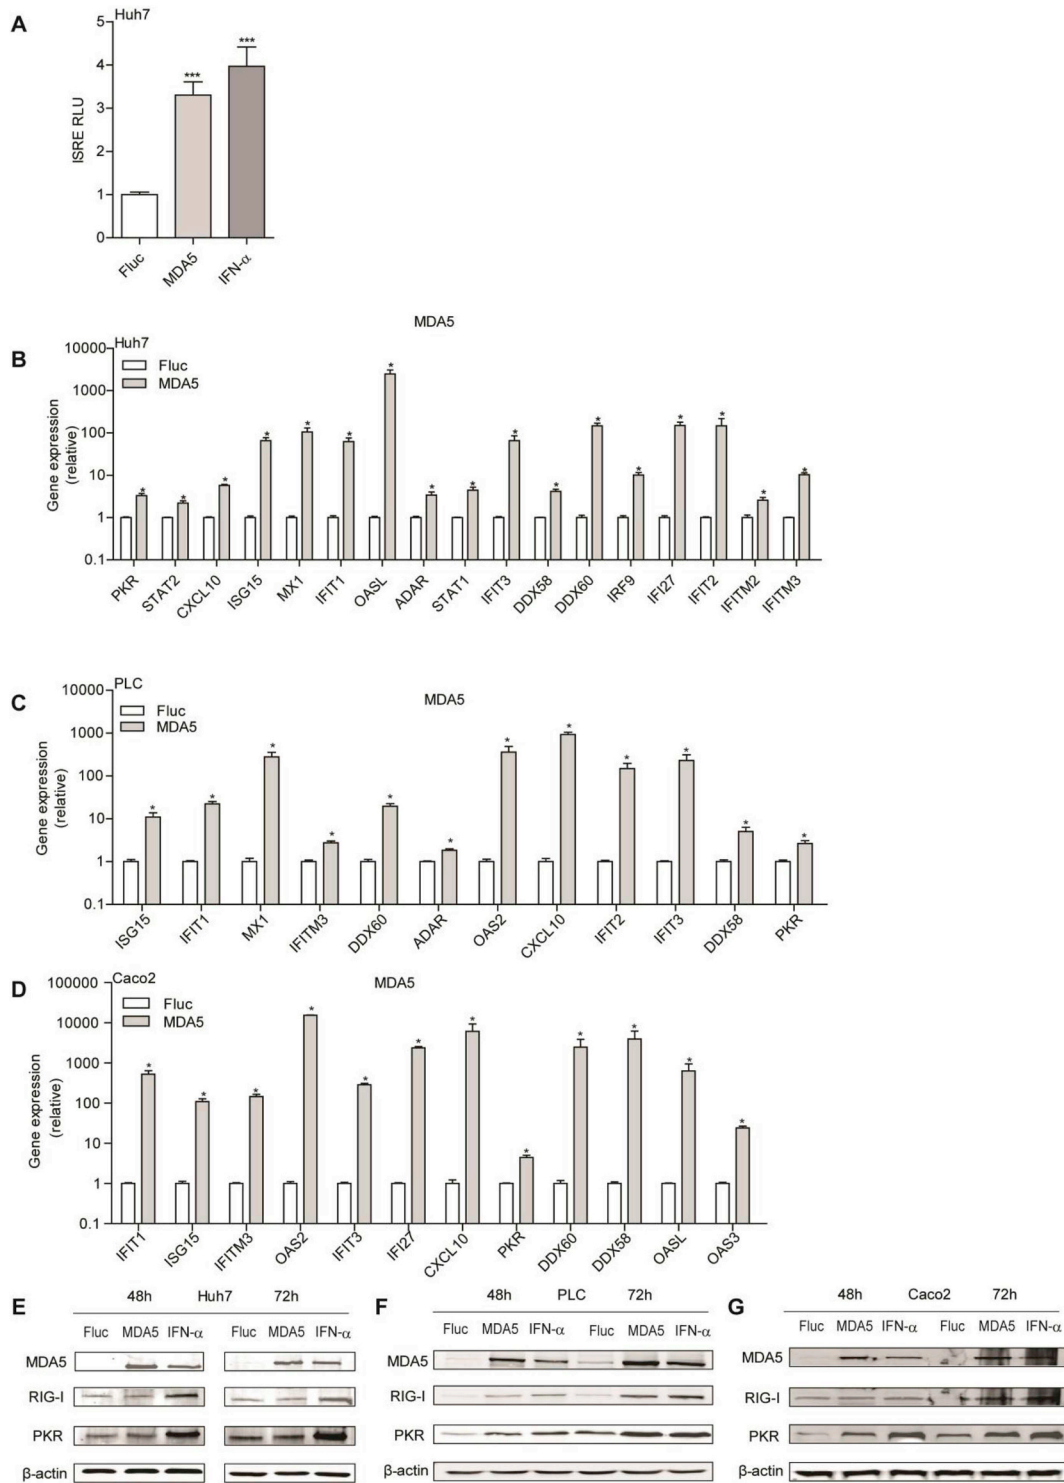 A
Huh7
ISRE RLU
5
4
3
2
1
0
***
***
Fluc
MDA5
IFN-α
MDA5
B
Huh7
Fluc
MDA5
Gene expression
(relative)
10000
1000
100
10
1
0.1
* * * * * * * * * * * * * * * * *
PKR STAT2 CXCL10 ISG15 MX1 IFIT1 OASL ADAR STAT1 IFIT3 DDX58 DDX60 IRF9 IFI27 IFIT2 IFITM2 IFITM3
C
PLC
MDA5
Fluc
MDA5
Gene expression
(relative)
10000
1000
100
10
1
0.1
* * * * * * * * * * * *
ISG15 IFIT1 MX1 IFITM3 DDX60 ADAR OAS2 CXCL10 IFIT2 IFIT3 DDX58 PKR
D
Caco2
MDA5
Fluc
MDA5
Gene expression
(relative)
100000
10000
1000
100
10
1
0.1
* * * * * * * * * * * *
IFIT1 ISG15 IFITM3 OAS2 IFIT3 IFI27 CXCL10 PKR DDX60 DDX58 OASL OAS3
E
48h Huh7 72h
Fluc MDA5 IFN-α Fluc MDA5 IFN-α
MDA5
RIG-I
PKR
β-actin
F
48h PLC 72h
Fluc MDA5 IFN-α Fluc MDA5 IFN-α
MDA5
RIG-I
PKR
β-actin
G
48h Caco2 72h
Fluc MDA5 IFN-α Fluc MDA5 IFN-α
MDA5
RIG-I
PKR
β-actin